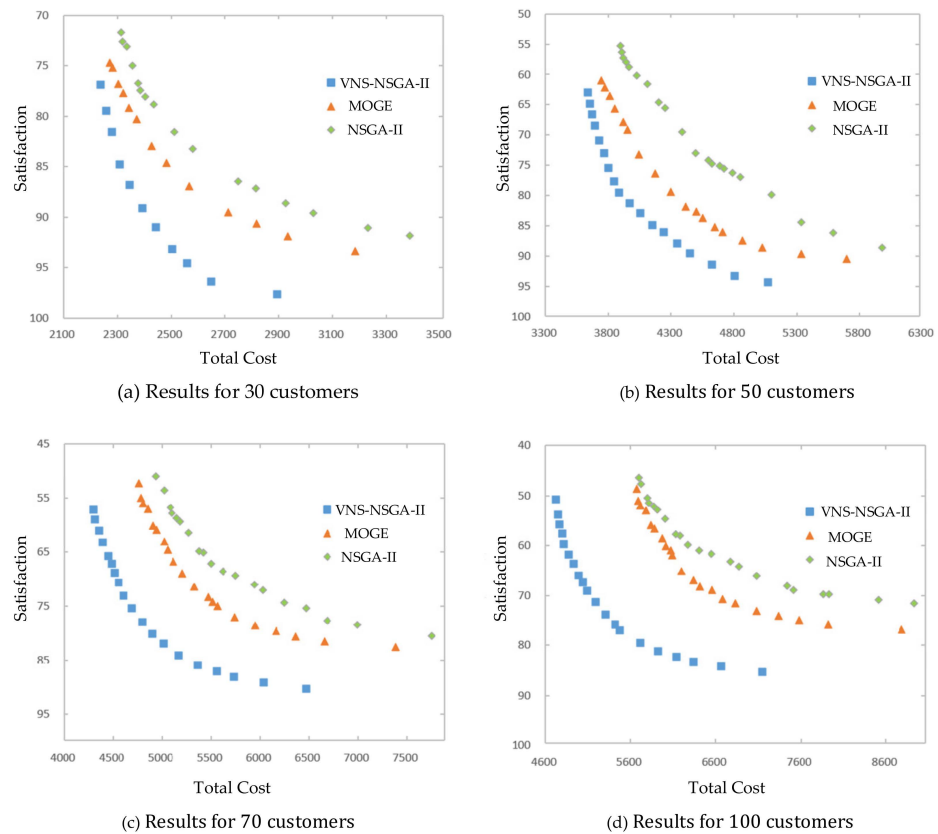 70
75
80
85
90
95
100
Satisfaction
2100 2300 2500 2700 2900 3100 3300 3500
Total Cost
VNS-NSGA-II
MOGE
NSGA-II
(a) Results for 30 customers
50
55
60
65
70
75
80
85
90
95
100
Satisfaction
3300 3800 4300 4800 5300 5800 6300
Total Cost
VNS-NSGA-II
MOGE
NSGA-II
(b) Results for 50 customers
45
55
65
75
85
95
Satisfaction
4000 4500 5000 5500 6000 6500 7000 7500
Total Cost
VNS-NSGA-II
MOGE
NSGA-II
(c) Results for 70 customers
40
50
60
70
80
90
100
Satisfaction
4600 5600 6600 7600 8600
Total Cost
VNS-NSGA-II
MOGE
NSGA-II
(d) Results for 100 customers